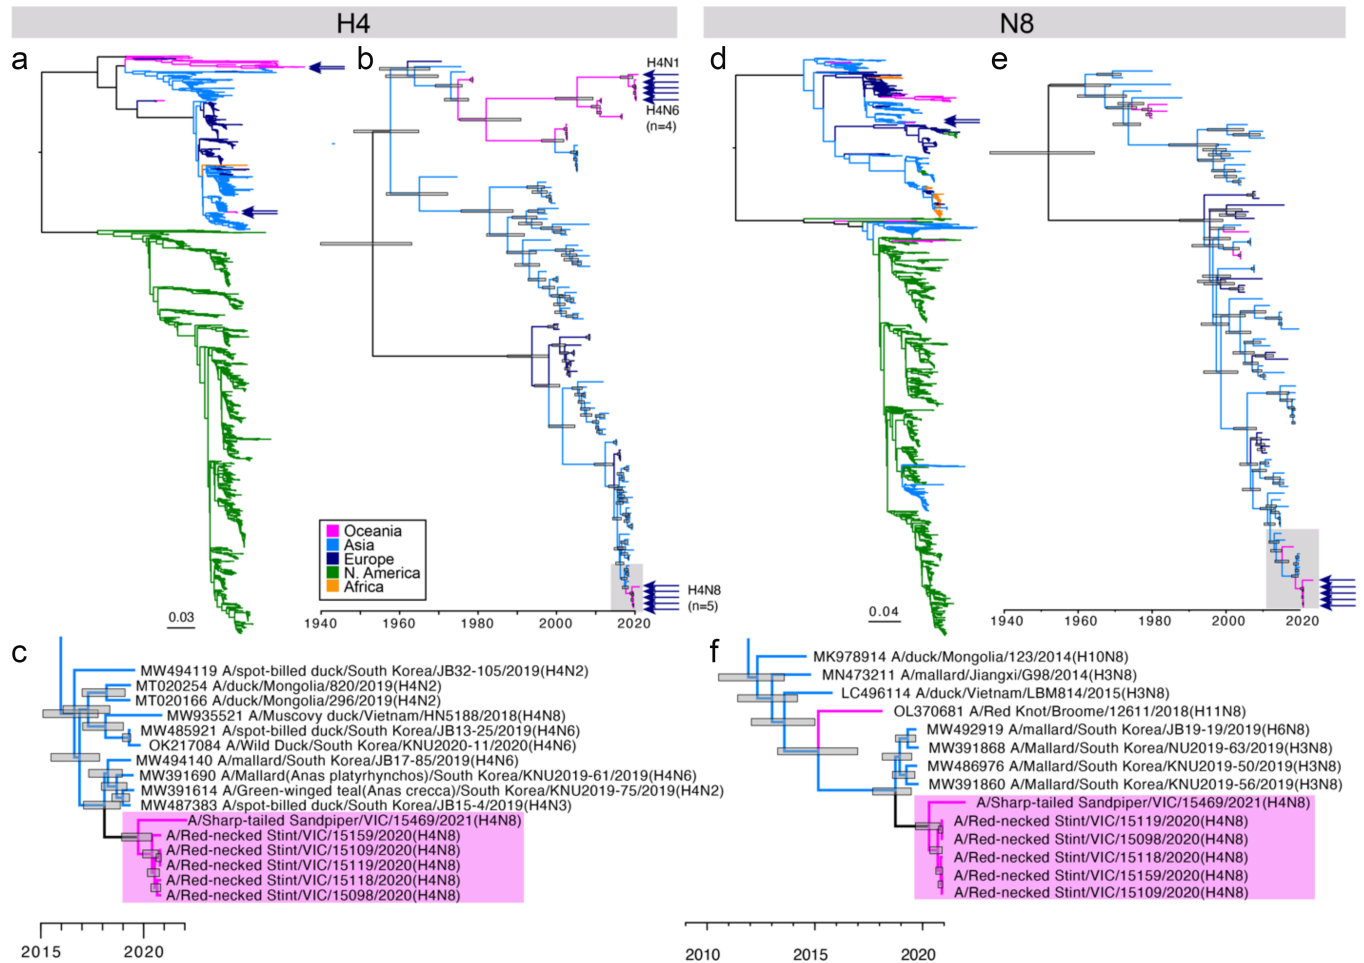 H4
N8
a
b
d
e
H4N1
H4N6
(n=4)
Oceania
Asia
Europe
N. America
Africa
0.03
0.04
H4N8
(n=5)
1940
1960
1980
2000
2020
1940
1960
1980
2000
2020
c
MW494119 A/spot-billed duck/South Korea/JB32-105/2019(H4N2)
MT020254 A/duck/Mongolia/820/2019(H4N2)
MT020166 A/duck/Mongolia/296/2019(H4N2)
MW935521 A/Muscovy duck/Vietnam/HN5188/2018(H4N8)
MW485921 A/spot-billed duck/South Korea/JB13-25/2019(H4N6)
OK217084 A/Wild Duck/South Korea/KNU2020-11/2020(H4N6)
MW494140 A/mallard/South Korea/JB17-85/2019(H4N6)
MW391690 A/Mallard(Anas platyrhynchos)/South Korea/KNU2019-61/2019(H4N6)
MW391614 A/Green-winged teal(Anas crecca)/South Korea/KNU2019-75/2019(H4N2)
MW487383 A/spot-billed duck/South Korea/JB15-4/2019(H4N3)
A/Sharp-tailed Sandpiper/VIC/15469/2021(H4N8)
A/Red-necked Stint/VIC/15159/2020(H4N8)
A/Red-necked Stint/VIC/15109/2020(H4N8)
A/Red-necked Stint/VIC/15119/2020(H4N8)
A/Red-necked Stint/VIC/15118/2020(H4N8)
A/Red-necked Stint/VIC/15098/2020(H4N8)
2015
2020
f
MK978914 A/duck/Mongolia/123/2014(H10N8)
MN473211 A/mallard/Jiangxi/G98/2014(H3N8)
LC496114 A/duck/Vietnam/LBM814/2015(H3N8)
OL370681 A/Red Knot/Broome/12611/2018(H11N8)
MW492919 A/mallard/South Korea/JB19-19/2019(H6N8)
MW391868 A/Mallard/South Korea/NU2019-63/2019(H3N8)
MW486976 A/Mallard/South Korea/KNU2019-50/2019(H3N8)
MW391860 A/Mallard/South Korea/KNU2019-56/2019(H3N8)
A/Sharp-tailed Sandpiper/VIC/15469/2021(H4N8)
A/Red-necked Stint/VIC/15119/2020(H4N8)
A/Red-necked Stint/VIC/15098/2020(H4N8)
A/Red-necked Stint/VIC/15118/2020(H4N8)
A/Red-necked Stint/VIC/15159/2020(H4N8)
A/Red-necked Stint/VIC/15109/2020(H4N8)
2010
2015
2020